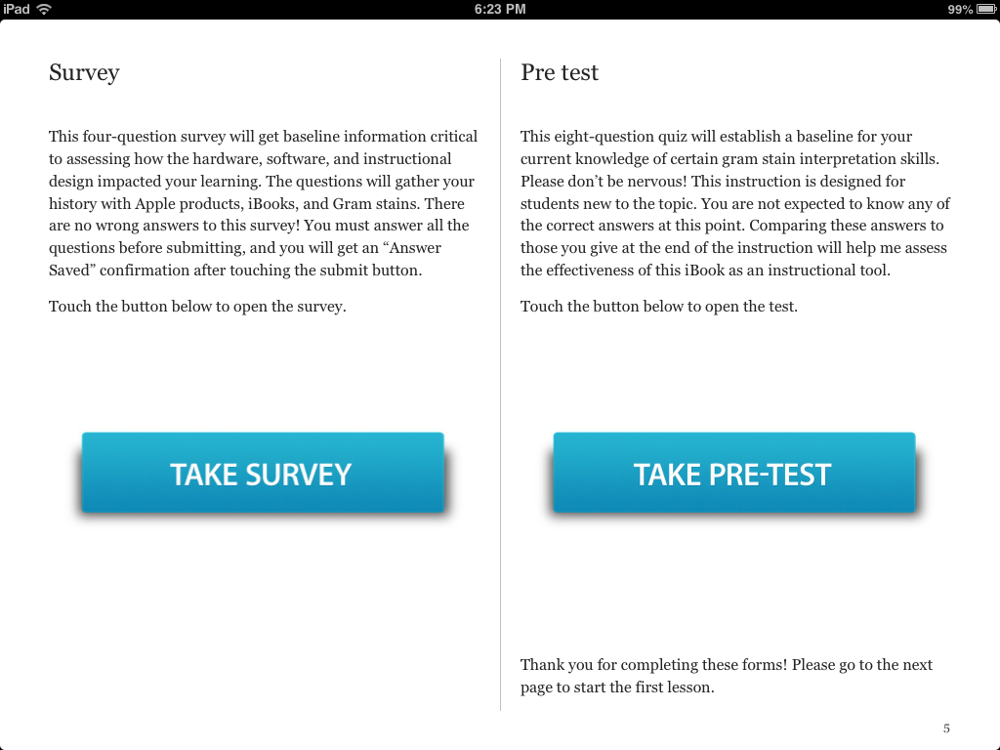 iPad
6:23 PM
99%
Survey
This four-question survey will get baseline information critical
to assessing how the hardware, software, and instructional
design impacted your learning. The questions will gather your
history with Apple products, iBooks, and Gram stains. There
are no wrong answers to this survey! You must answer all the
questions before submitting, and you will get an “Answer
Saved” confirmation after touching the submit button.
Touch the button below to open the survey.
TAKE SURVEY
Pre test
This eight-question quiz will establish a baseline for your
current knowledge of certain gram stain interpretation skills.
Please don’t be nervous! This instruction is designed for
students new to the topic. You are not expected to know any of
the correct answers at this point. Comparing these answers to
those you give at the end of the instruction will help me assess
the effectiveness of this iBook as an instructional tool.
Touch the button below to open the test.
TAKE PRE-TEST
Thank you for completing these forms! Please go to the next
page to start the first lesson.
5